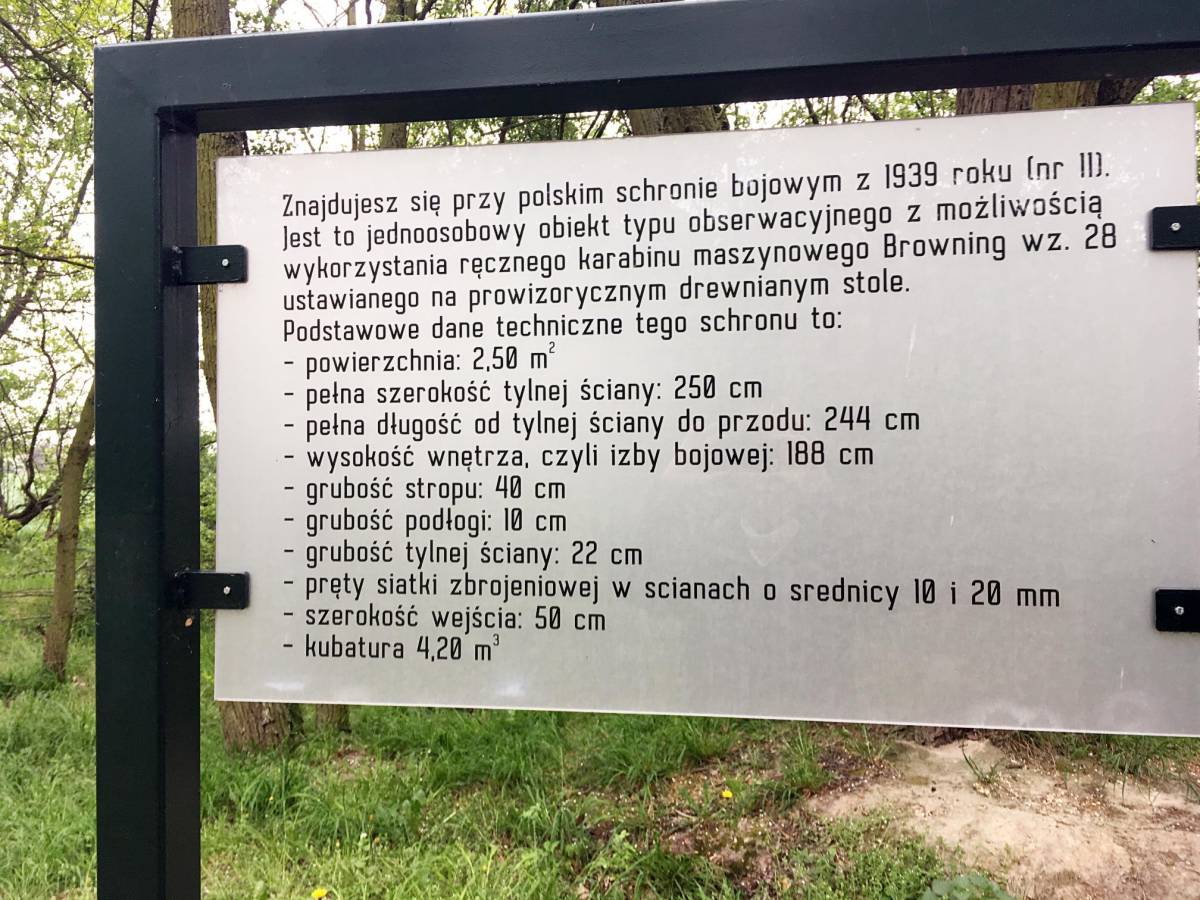 Znajdujesz się przy polskim schronie bojowym z 1939 roku (nr II).
Jest to jednoosobowy obiekt typu obserwacyjnego z możliwością
wykorzystania ręcznego karabinu maszynowego Browning wz. 28
ustawianego na prowizorycznym drewnianym stole.
Podstawowe dane techniczne tego schronu to:
- powierzchnia: 2,50 m²
- pełna szerokość tylnej ściany: 250 cm
- pełna długość od tylnej ściany do przodu: 244 cm
- wysokość wnętrza, czyli izby bojowej: 188 cm
- grubość stropu: 40 cm
- grubość podłogi: 10 cm
- grubość tylnej ściany: 22 cm
- pręty siatki zbrojeniowej w scianach o srednicy 10 i 20 mm
- szerokość wejścia: 50 cm
- kubatura 4,20 m³